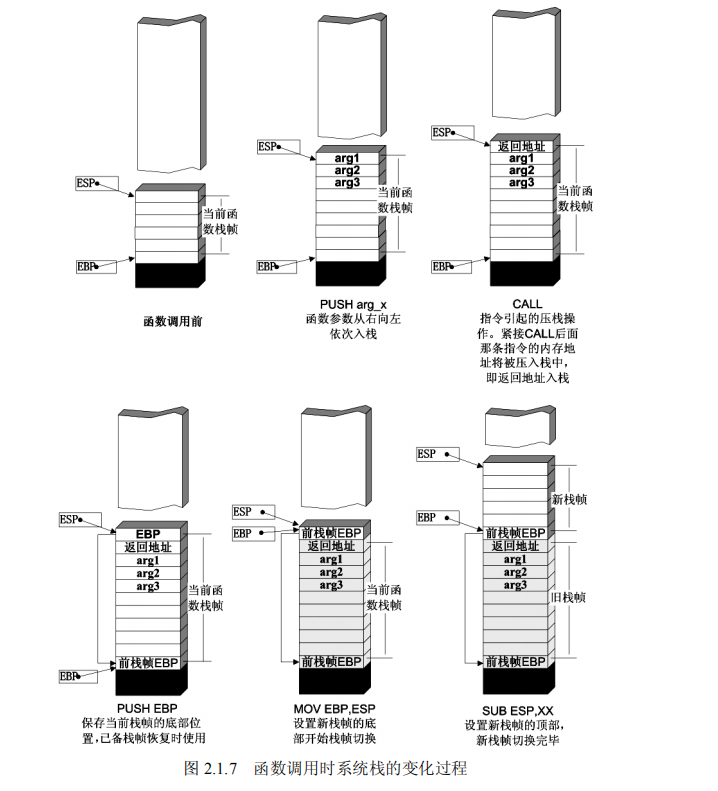 ESP
当前函
数栈帧
EBP
函数调用前
ESP
arg1
arg2
arg3
当前函
数栈帧
EBP
PUSH arg_x
函数参数从右向左
依次入栈
ESP
返回地址
arg1
arg2
arg3
当前函
数栈帧
EBP
CALL
指令引起的压栈操
作。紧接CALL后面
那条指令的内存地
址将被压入栈中，
即返回地址入栈
ESP
EBP
返回地址
arg1
arg2
arg3
当前函
数栈帧
前栈帧EBP
EBP
PUSH EBP
保存当前栈帧的底部位
置，已备栈帧恢复时使用
ESP
EBP
前栈帧EBP
返回地址
arg1
arg2
arg3
当前函
数栈帧
前栈帧EBP
MOV EBP,ESP
设置新栈帧的底
部开始栈帧切换
ESP
新栈帧
EBP
前栈帧EBP
返回地址
arg1
arg2
arg3
旧栈帧
前栈帧EBP
SUB ESP,XX
设置新栈帧的顶部，
新栈帧切换完毕
图 2.1.7 函数调用时系统栈的变化过程